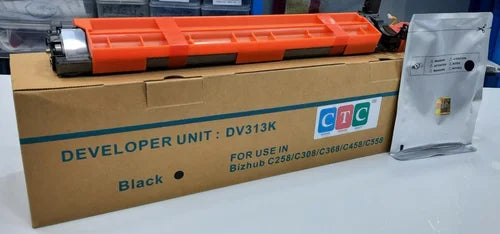 DEVELOPER UNIT : DV313K
CTC
FOR USE IN
Bizhub C258/C308/C368/C458/C558
Black